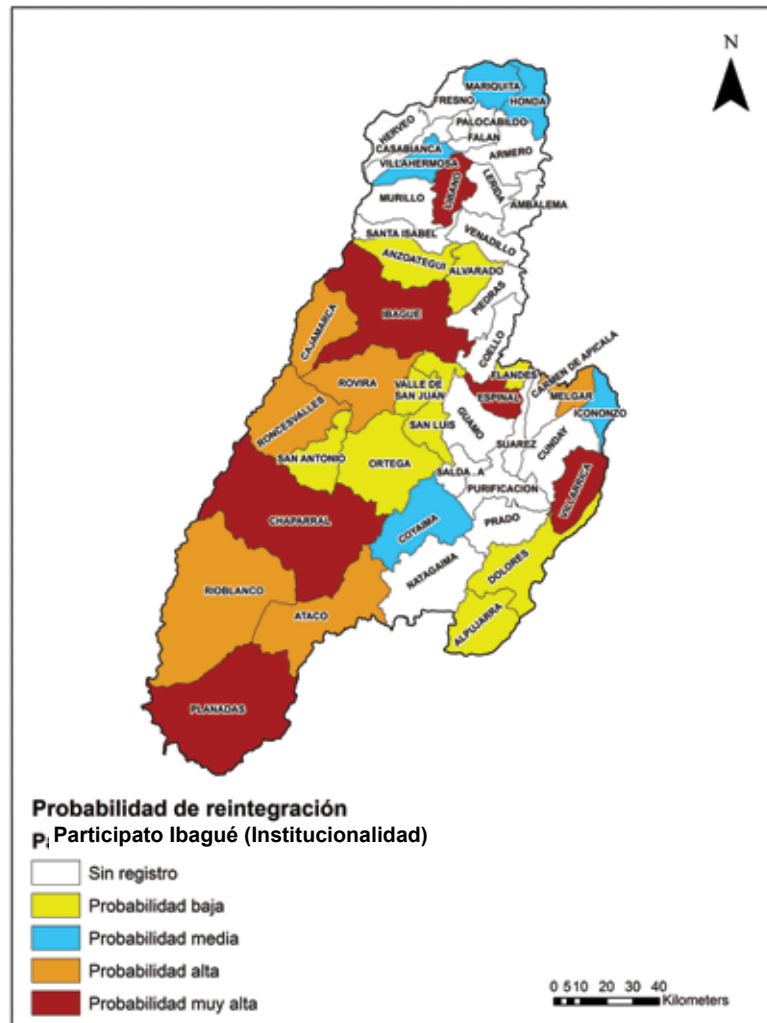 N
MARIQUITA
FRESNO
HONDA
PALOCABILDO
HERVEO
FALAN
CASABIANCA
ARMERO
VILLAHERMOSA
LERIDA
MURILLO
LIBANO
AMBALEMA
SANTA ISABEL
VENADILLO
ANZOATEGUI
ALVARADO
PIEDRAS
IBAGUE
CAJAMARCA
COELLO
CARMEN DE APICALA
ROVIRA
VALLE DE
SAN JUAN
FLANDES
ESPINAL
MELGAR
ICONONZO
RONCESVALLES
SAN LUIS
GUAMO
SUAREZ
CUNDAY
SAN ANTONIO
ORTEGA
SALDA..A
PURIFICACION
VILLARRICA
CHAPARRAL
COYAIMA
PRADO
NATAGAIMA
DOLORES
RIOBLANCO
ATACO
ALPUJARRA
PLANADAS
Probabilidad de reintegración
Participato Ibagué (Institucionalidad)
Sin registro
Probabilidad baja
Probabilidad media
Probabilidad alta
Probabilidad muy alta
0 5 10 20 30 40
Kilometers